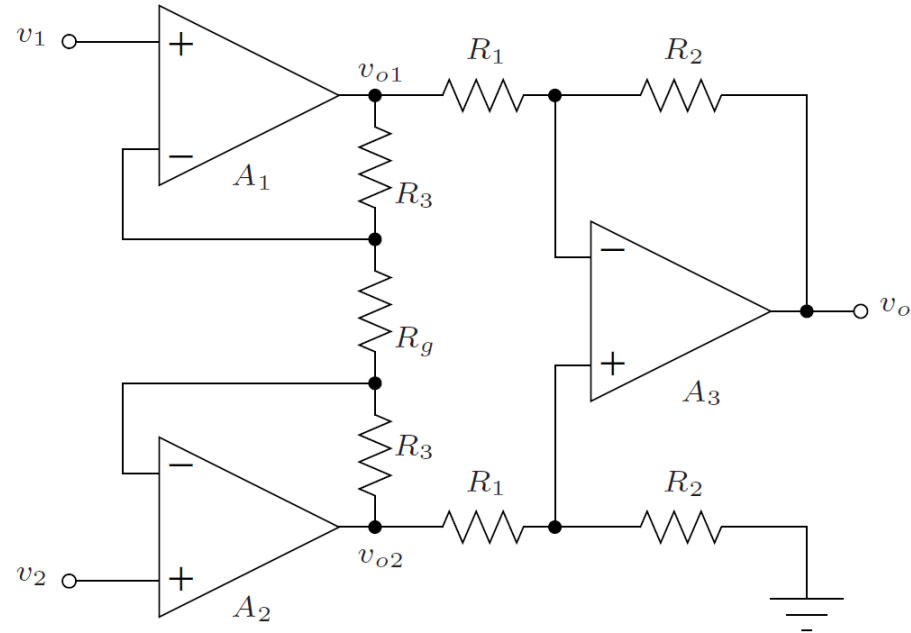 v1
+
−
A1
vo1
R1
R2
R3
Rg
−
+
A3
vo
R3
−
+
v2
A2
vo2
R1
R2